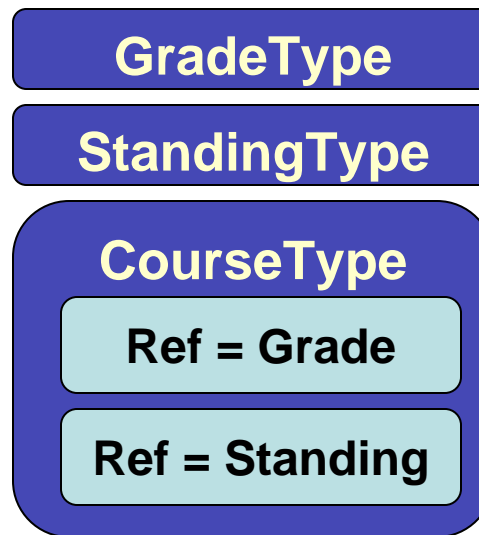 GradeType
StandingType
CourseType
Ref = Grade
Ref = Standing